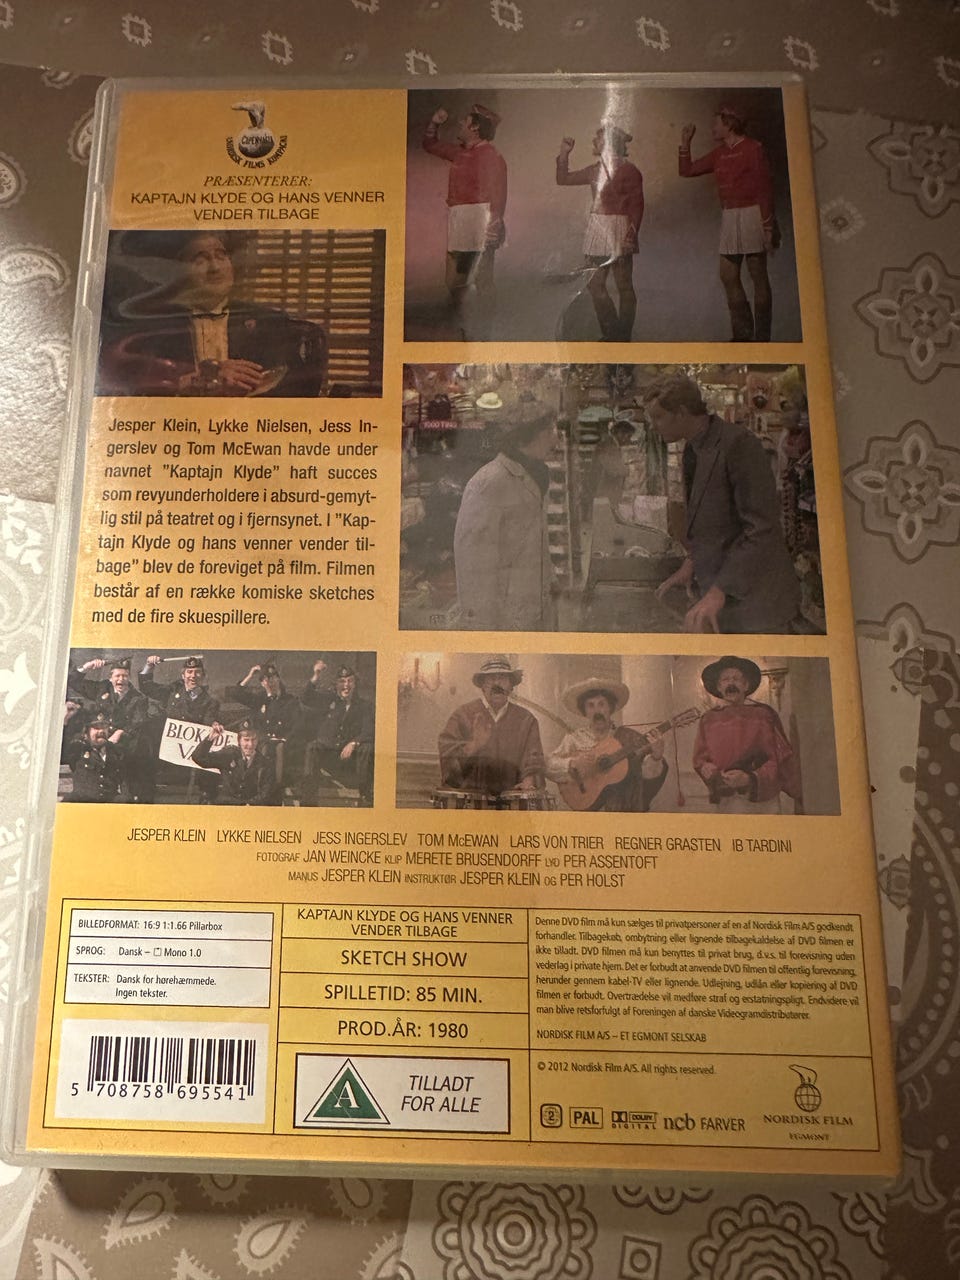 NORDISK FILMS KOMPAGNI
PRÆSENTERER:
KAPTAJN KLYDE OG HANS VENNER
VENDER TILBAGE
Jesper Klein, Lykke Nielsen, Jess In-
gerslev og Tom McEwan havde under
navnet "Kaptajn Klyde" haft succes
som revyunderholdere i absurd-gemyt-
lig stil på teatret og i fjernsynet. I "Kap-
tajn Klyde og hans venner vender til-
bage" blev de foreviget på film. Filmen
består af en række komiske sketches
med de fire skuespillere.
BLOKADE
JESPER KLEIN LYKKE NIELSEN JESS INGERSLEV TOM McEWAN LARS VON TRIER REGNER GRASTEN IB TARDINI
FOTOGRAF JAN WEINCKE KLIP MERETE BRUSENDORFF LYD PER ASSENTOFT
MANUS JESPER KLEIN INSTRUKTØR JESPER KLEIN OG PER HOLST
BILLEDFORMAT: 16:9 1:1.66 Pillarbox
SPROG: Dansk – Mono 1.0
TEKSTER: Dansk for hørehæmmede.
Ingen tekster.
5 708758 695541
KAPTAJN KLYDE OG HANS VENNER
VENDER TILBAGE
SKETCH SHOW
SPILLETID: 85 MIN.
PROD.ÅR: 1980
A
TILLADT
FOR ALLE
Denne DVD film må kun sælges til privatpersoner af en af Nordisk Film A/S godkendt
forhandler. Tilbagekøb, ombytning eller lignende tilbagekaldelse af DVD filmen er
ikke tilladt. DVD filmen må kun benyttes til privat brug, d.v.s. til forevisning uden
vederlag i private hjem. Det er forbudt at anvende DVD filmen til offentlig forevisning,
herunder gennem kabel-TV eller lignende. Udlejning, udlån eller kopiering af DVD
filmen er forbudt. Overtrædelse vil medføre straf og erstatningspligt. Endvidere vil
man blive retsforfulgt af Foreningen af danske Videogramdistributører.
NORDISK FILM A/S – ET EGMONT SELSKAB
© 2012 Nordisk Film A/S. All rights reserved.
2 PAL DOLBY DIGITAL ncb FARVER
NORDISK FILM
EGMONT